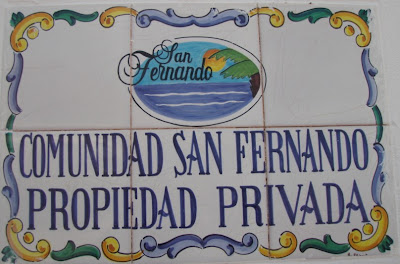 San
Fernando
COMUNIDAD SAN FERNANDO
PROPIEDAD PRIVADA